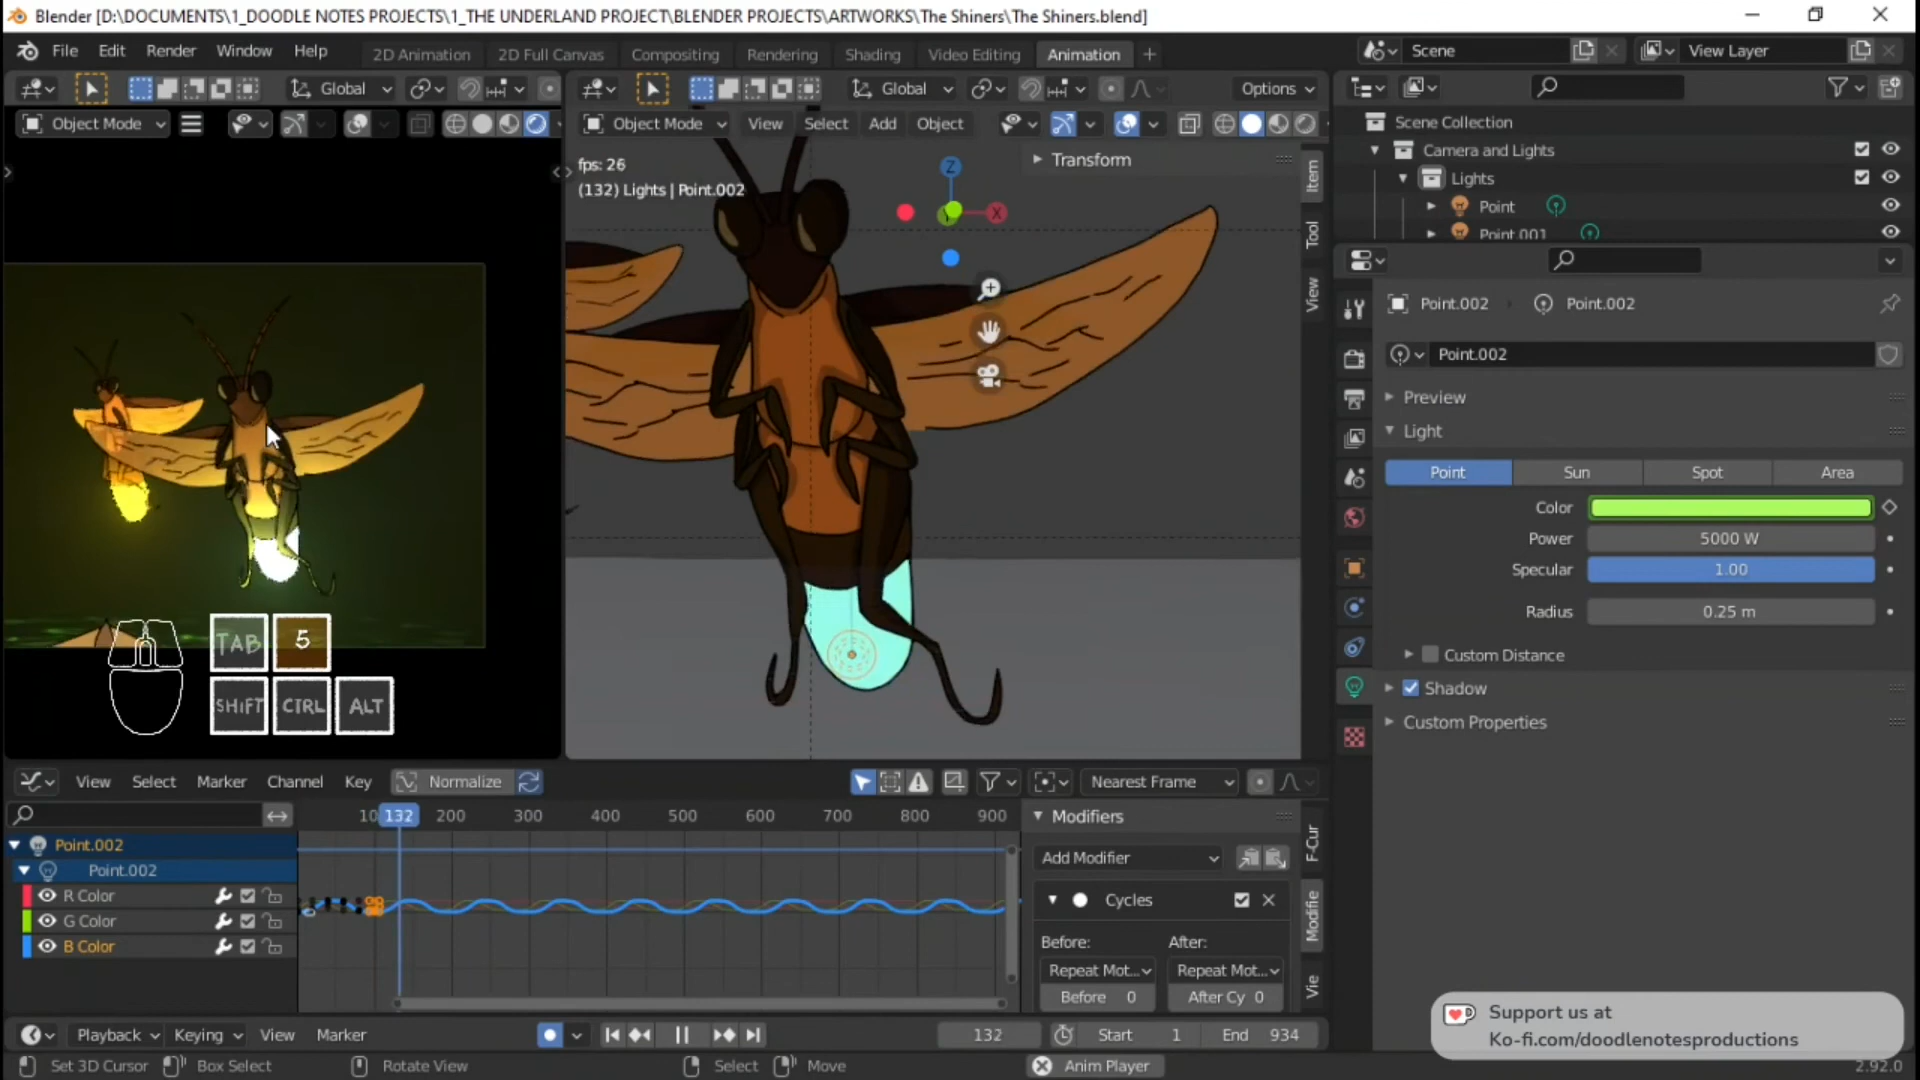 Blender [D:\DOCUMENTS\1_DOODLE NOTES PROJECTS\1_THE UNDERLAND PROJECT\BLENDER PROJECTS\ARTWORKS\The Shiners\The Shiners.blend]
File Edit Render Window Help 2D Animation 2D Full Canvas Compositing Rendering Shading Video Editing Animation + Scene View Layer
Global Global Options
Object Mode Object Mode View Select Add Object
Scene Collection
Camera and Lights
Lights
Point
Point.001
fps: 26
(132) Lights | Point.002
Transform
Z
X
Item
Tool
View
Point.002 Point.002
Point.002
Preview
Light
Point Sun Spot Area
Color
Power 5000 W
Specular 1.00
Radius 0.25 m
Custom Distance
Shadow
Custom Properties
TAB 5
SHIFT CTRL ALT
View Select Marker Channel Key Normalize Nearest Frame
10 132 200 300 400 500 600 700 800 900
Point.002
Point.002
R Color
G Color
B Color
Modifiers
Add Modifier
Cycles
Before: After:
Repeat Mot... Repeat Mot...
Before 0 After Cy 0
F-Cur
Modifie
Vie
Playback Keying View Marker 132 Start 1 End 934
Support us at
Ko-fi.com/doodlenotesproductions
Set 3D Cursor Box Select Rotate View Select Move Anim Player 2.92.0